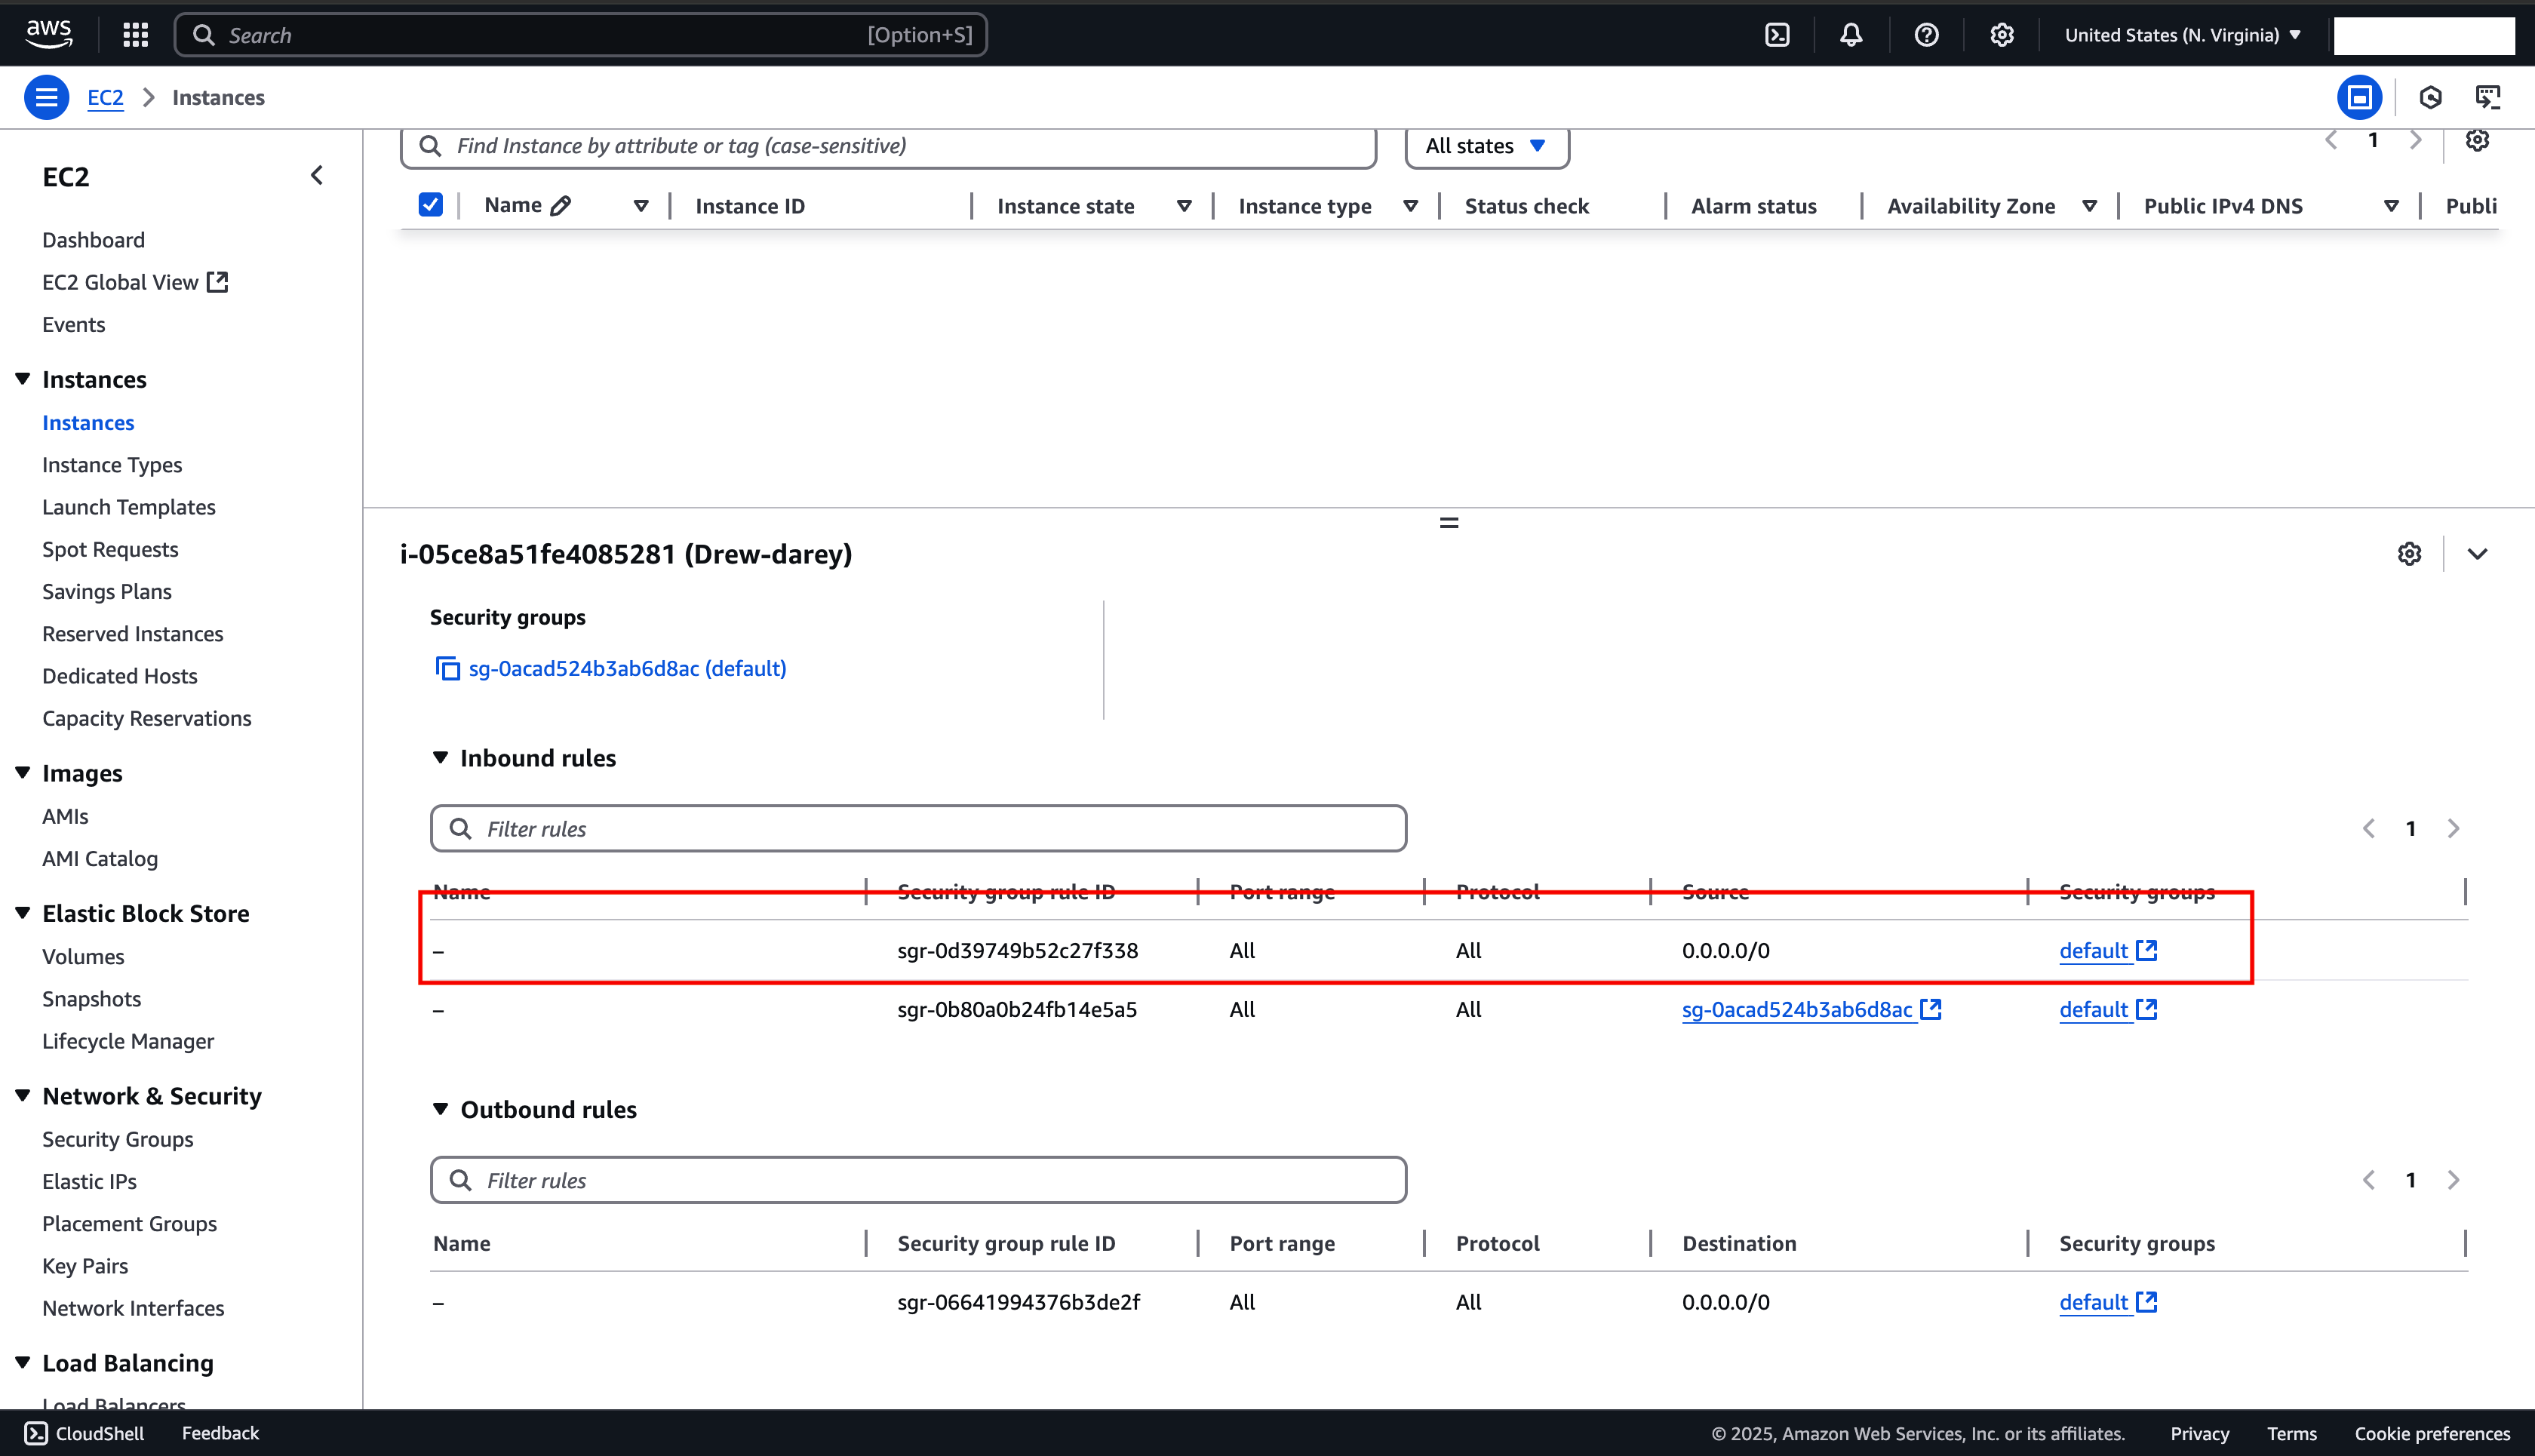 aws
Search [Option+S]
United States (N. Virginia)
EC2 Instances
EC2
Dashboard
EC2 Global View
Events
Instances
Instances
Instance Types
Launch Templates
Spot Requests
Savings Plans
Reserved Instances
Dedicated Hosts
Capacity Reservations
Images
AMIs
AMI Catalog
Elastic Block Store
Volumes
Snapshots
Lifecycle Manager
Network & Security
Security Groups
Elastic IPs
Placement Groups
Key Pairs
Network Interfaces
Load Balancing
Load Balancers
Find Instance by attribute or tag (case-sensitive) All states 1
Name Instance ID Instance state Instance type Status check Alarm status Availability Zone Public IPv4 DNS Publi
i-05ce8a51fe4085281 (Drew-darey)
Security groups
sg-0acad524b3ab6d8ac (default)
Inbound rules
Filter rules 1
Name Security group rule ID Port range Protocol Source Security groups
– sgr-0d39749b52c27f338 All All 0.0.0.0/0 default
– sgr-0b80a0b24fb14e5a5 All All sg-0acad524b3ab6d8ac default
Outbound rules
Filter rules 1
Name Security group rule ID Port range Protocol Destination Security groups
– sgr-06641994376b3de2f All All 0.0.0.0/0 default
CloudShell Feedback © 2025, Amazon Web Services, Inc. or its affiliates. Privacy Terms Cookie preferences